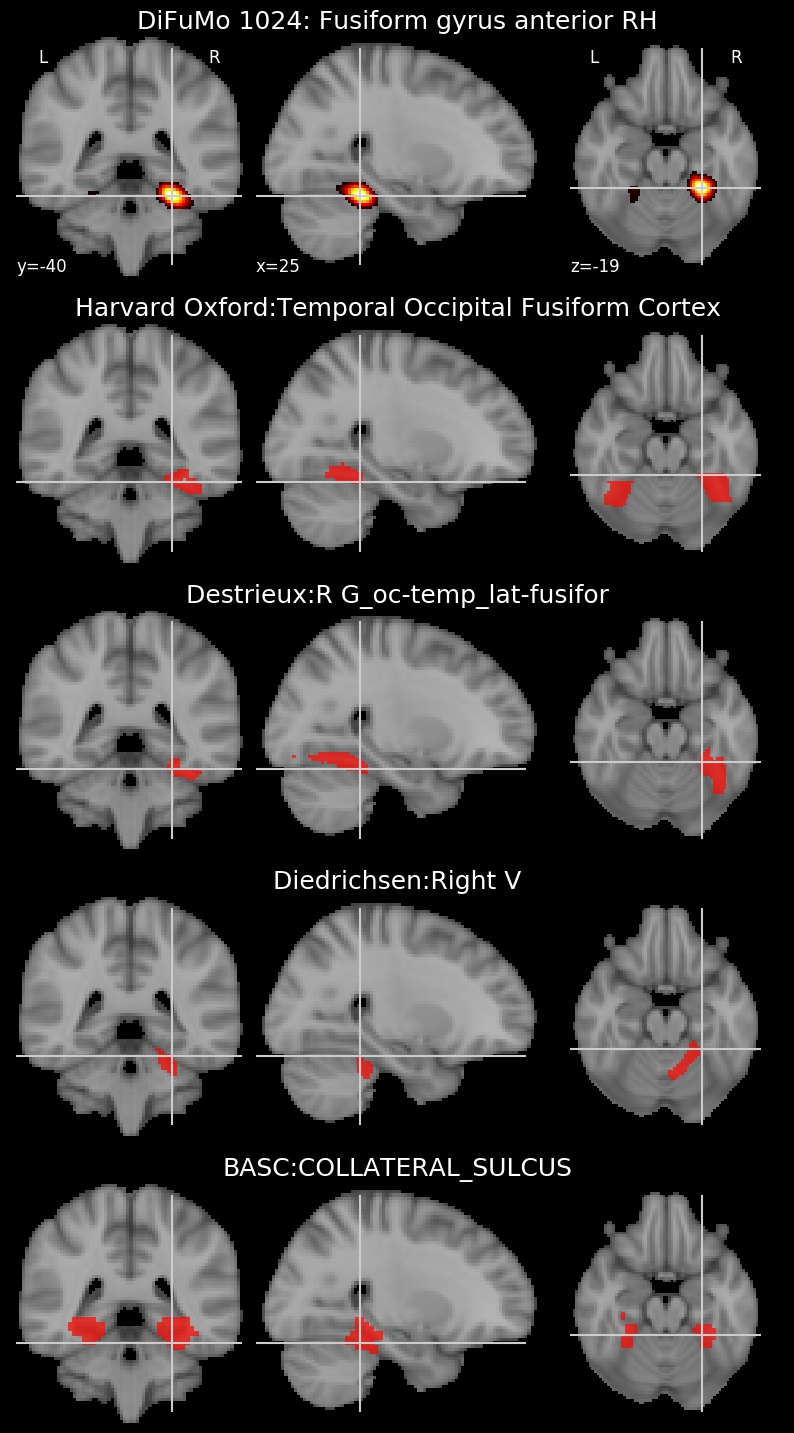 DiFuMo 1024: Fusiform gyrus anterior RH
L R L R
y=-40 x=25 z=-19
Harvard Oxford:Temporal Occipital Fusiform Cortex
Destrieux:R G_oc-temp_lat-fusifor
Diedrichsen:Right V
BASC:COLLATERAL_SULCUS